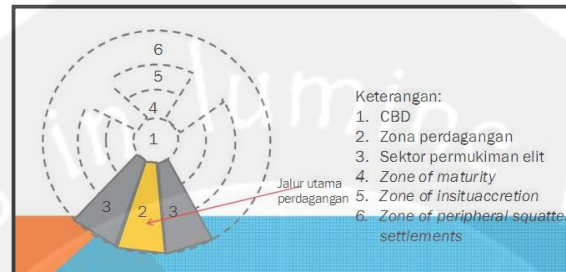 6
5
4
1
3
2
3
Jalur utama
perdagangan
Keterangan:
1. CBD
2. Zona perdagangan
3. Sektor permukiman elit
4. Zone of maturity
5. Zone of insituaccretion
6. Zone of peripheral squatte
settlements